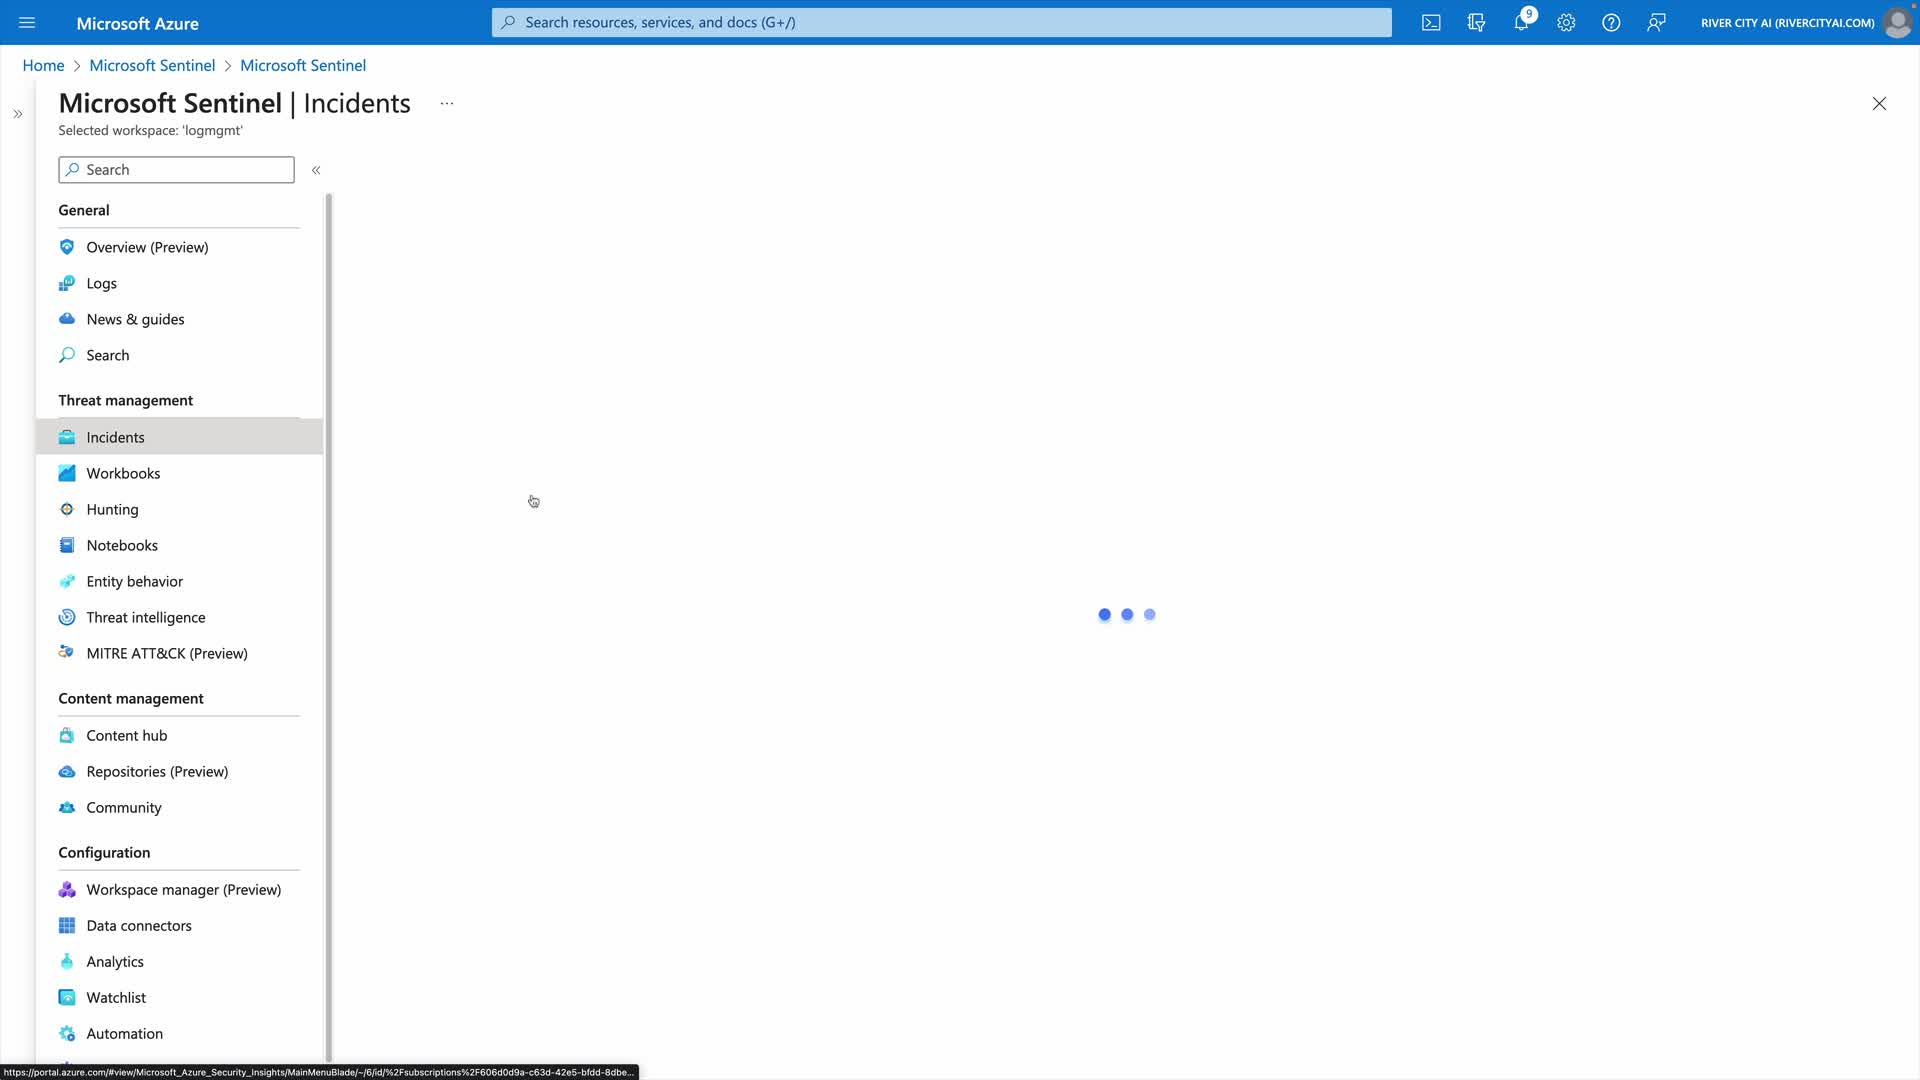 Microsoft Azure
Search resources, services, and docs (G+/)
9
RIVER CITY AI (RIVERCITYAI.COM)
Home > Microsoft Sentinel > Microsoft Sentinel
Microsoft Sentinel | Incidents ...
Selected workspace: 'logmgmt'
Search
General
Overview (Preview)
Logs
News & guides
Search
Threat management
Incidents
Workbooks
Hunting
Notebooks
Entity behavior
Threat intelligence
MITRE ATT&CK (Preview)
Content management
Content hub
Repositories (Preview)
Community
Configuration
Workspace manager (Preview)
Data connectors
Analytics
Watchlist
Automation
https://portal.azure.com/#view/Microsoft_Azure_Security_Insights/MainMenuBlade/~/6/id/%2Fsubscriptions%2F606d0d9a-c63d-42e5-bfdd-8dbe...